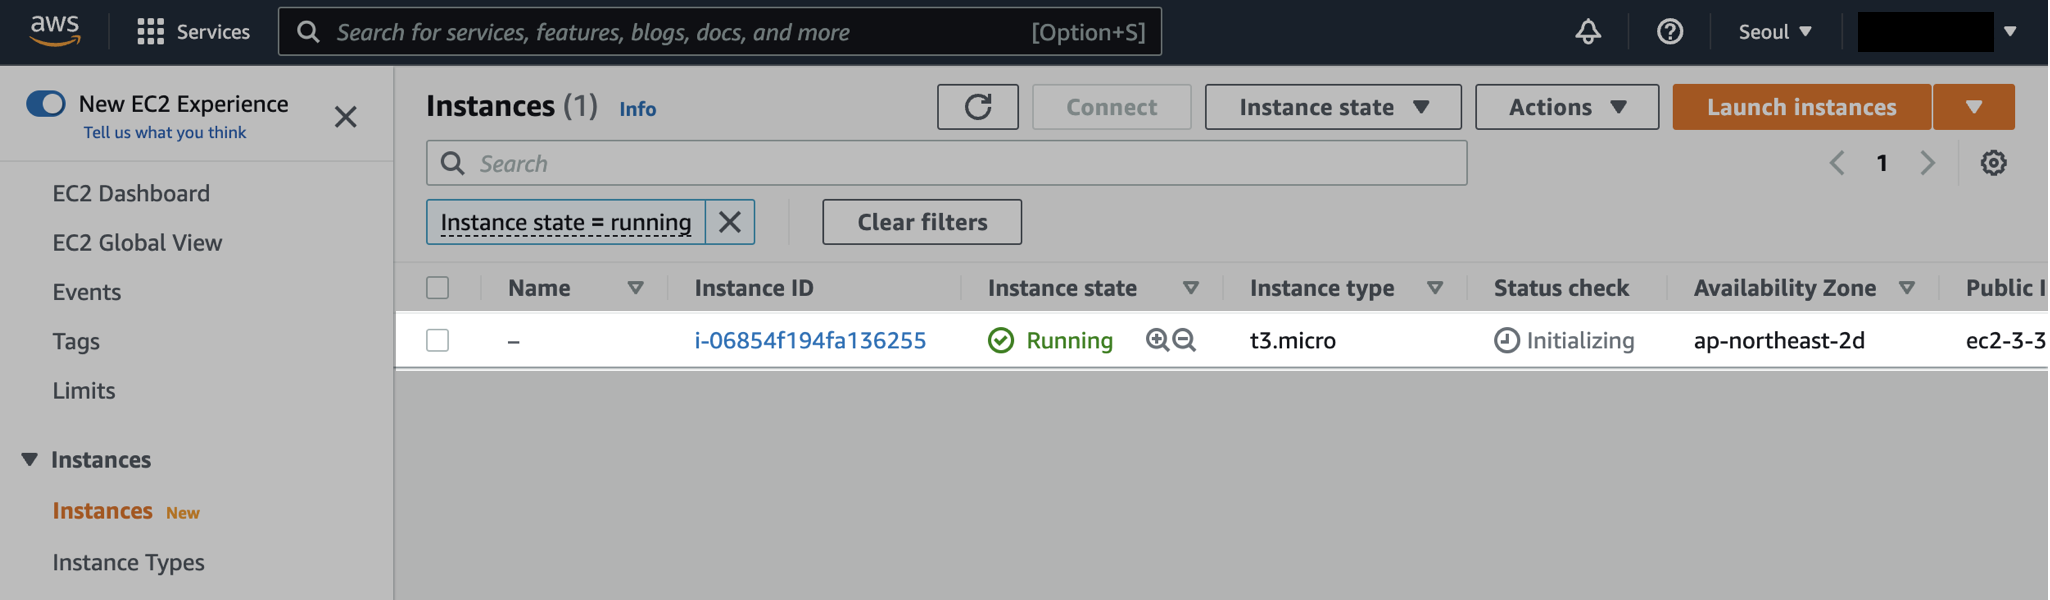 aws Services Search for services, features, blogs, docs, and more [Option+S] Seoul
New EC2 Experience
Tell us what you think
EC2 Dashboard
EC2 Global View
Events
Tags
Limits
Instances
Instances New
Instance Types
Instances (1) Info Connect Instance state Actions Launch instances
Search 1
Instance state = running Clear filters
Name Instance ID Instance state Instance type Status check Availability Zone Public I
– i-06854f194fa136255 Running t3.micro Initializing ap-northeast-2d ec2-3-3